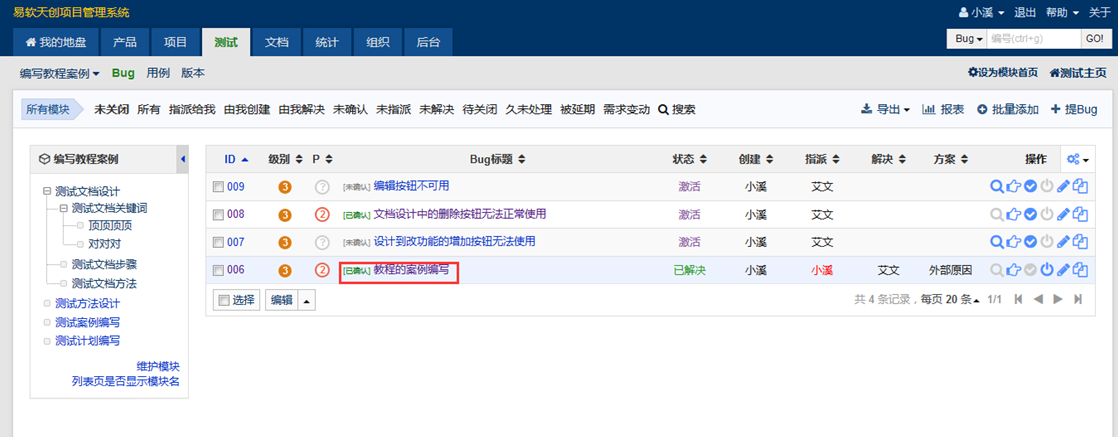 易软天创项目管理系统
小溪 退出 帮助 关于
我的地盘 产品 项目 测试 文档 统计 组织 后台
Bug 编号(ctrl+g) GO!
编写教程案例 Bug 用例 版本
设为模块首页 测试主页
所有模块 未关闭 所有 指派给我 由我创建 由我解决 未确认 未指派 未解决 待关闭 久未处理 被延期 需求变动 搜索
导出 报表 批量添加 提Bug
编写教程案例
测试文档设计
测试文档关键词
顶顶顶顶
对对对
测试文档步骤
测试文档方法
测试方法设计
测试案例编写
测试计划编写
维护模块
列表页是否显示模块名
ID 级别 P Bug标题 状态 创建 指派 解决 方案 操作
009 3 ? [未确认] 编辑按钮不可用 激活 小溪 艾文
008 3 2 [已确认] 文档设计中的删除按钮无法正常使用 激活 小溪 艾文
007 3 ? [未确认] 设计到改功能的增加按钮无法使用 激活 小溪 艾文
006 3 2 [已确认] 教程的案例编写 已解决 小溪 小溪 艾文 外部原因
选择 编辑
共 4 条记录，每页 20 条 1/1